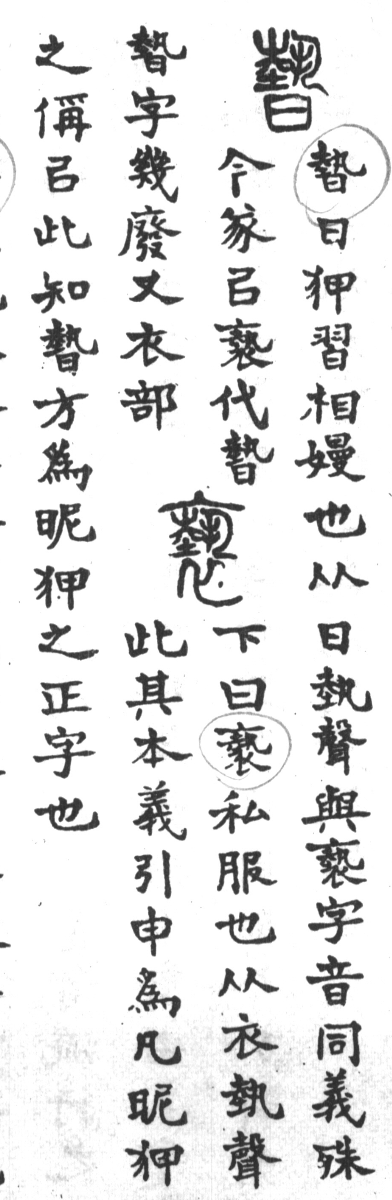 暬
暬日狎習相嫚也从日埶聲與褻字音同義殊
今㠯褻代暬
暬字幾廢又衣部
褻
下曰褻私服也从衣埶聲
此其本義引申爲凡昵狎
之偁㠯此知暬方爲昵狎之正字也